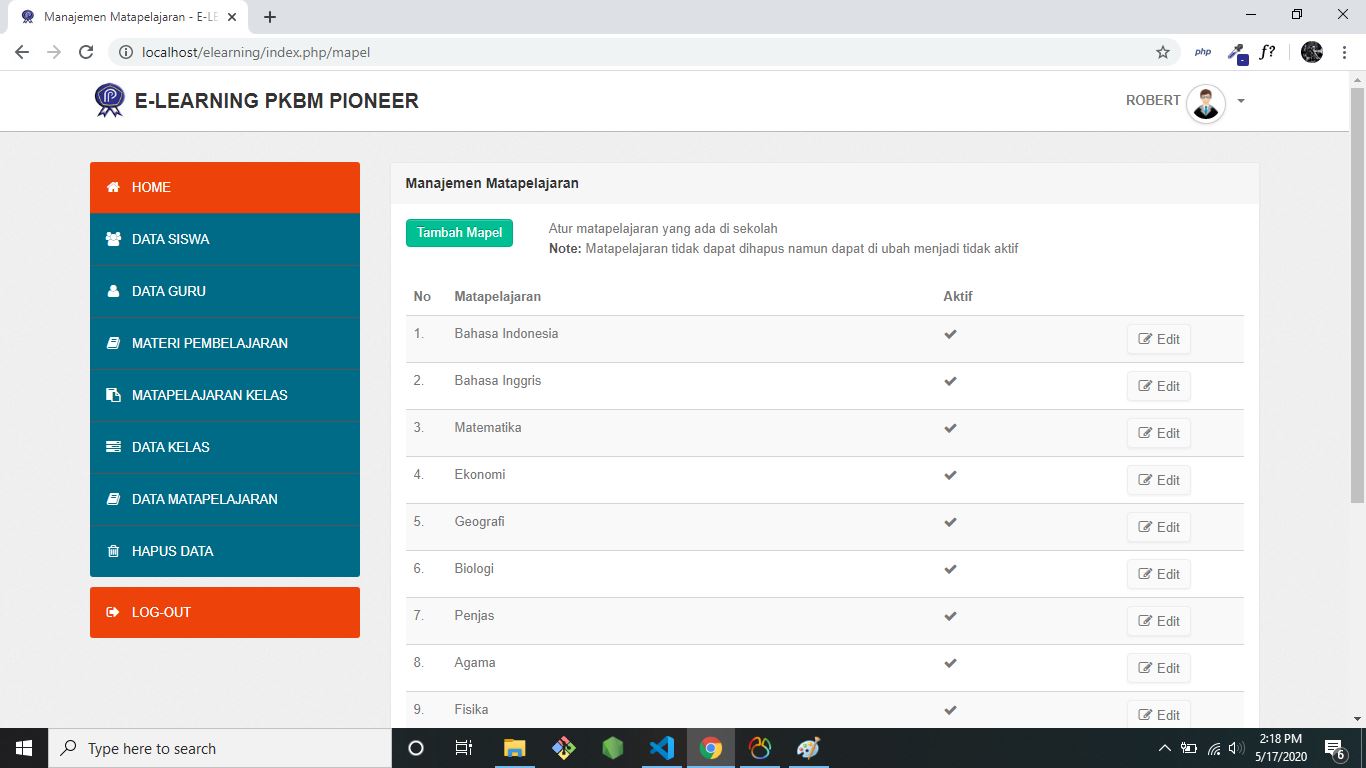 Manajemen Matapelajaran - E-LE
localhost/elearning/index.php/mapel
php
f?
E-LEARNING PKBM PIONEER
ROBERT
HOME
DATA SISWA
DATA GURU
MATERI PEMBELAJARAN
MATAPELAJARAN KELAS
DATA KELAS
DATA MATAPELAJARAN
HAPUS DATA
LOG-OUT
Manajemen Matapelajaran
Tambah Mapel
Atur matapelajaran yang ada di sekolah
Note: Matapelajaran tidak dapat dihapus namun dapat di ubah menjadi tidak aktif
No Matapelajaran Aktif
1. Bahasa Indonesia Edit
2. Bahasa Inggris Edit
3. Matematika Edit
4. Ekonomi Edit
5. Geografi Edit
6. Biologi Edit
7. Penjas Edit
8. Agama Edit
9. Fisika Edit
Type here to search
2:18 PM
5/17/2020
6